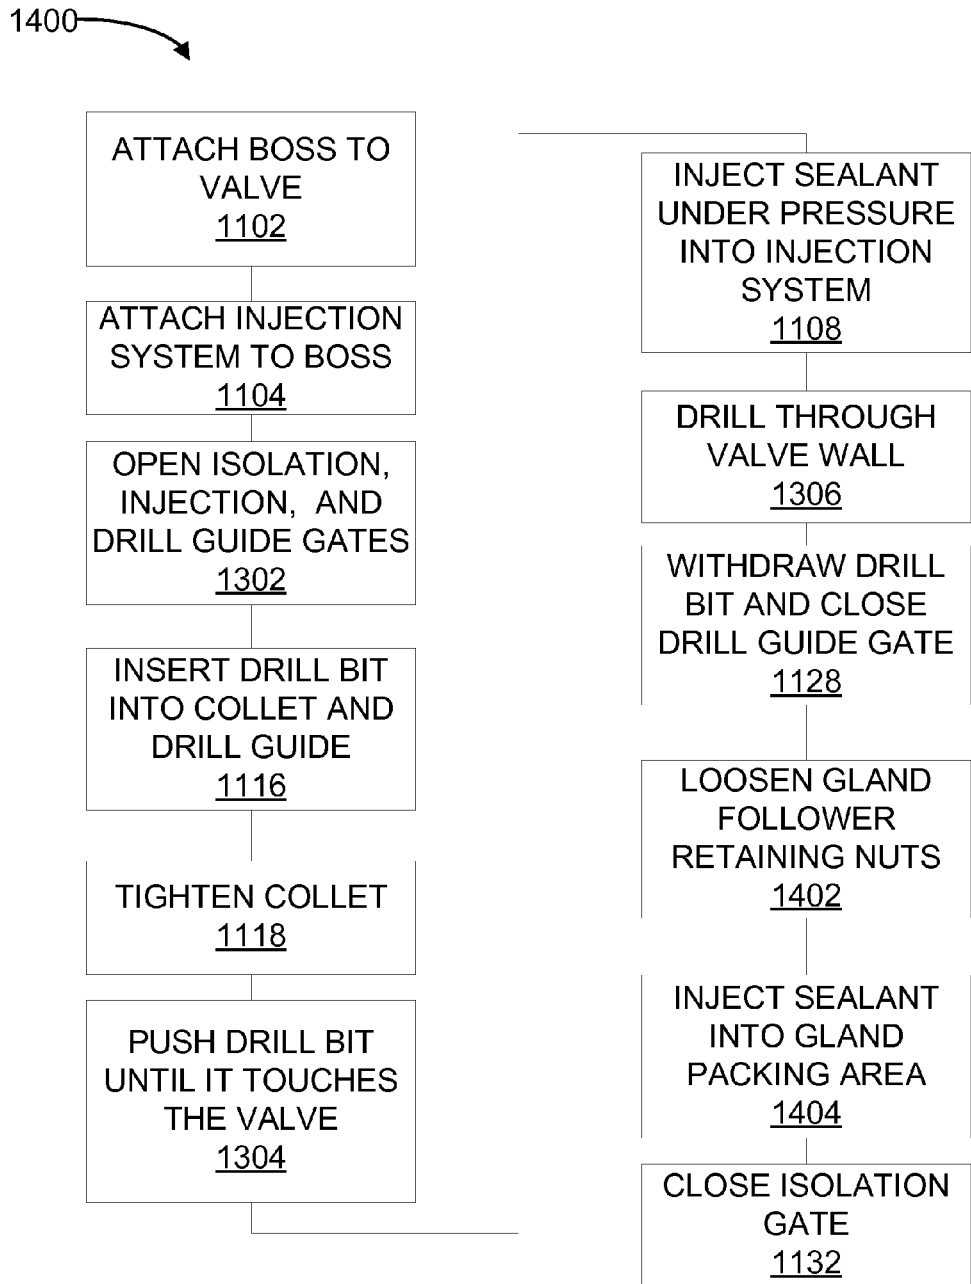 1400
ATTACH BOSS TO
VALVE
1102
ATTACH INJECTION
SYSTEM TO BOSS
1104
OPEN ISOLATION,
INJECTION, AND
DRILL GUIDE GATES
1302
INSERT DRILL BIT
INTO COLLET AND
DRILL GUIDE
1116
TIGHTEN COLLET
1118
PUSH DRILL BIT
UNTIL IT TOUCHES
THE VALVE
1304
INJECT SEALANT
UNDER PRESSURE
INTO INJECTION
SYSTEM
1108
DRILL THROUGH
VALVE WALL
1306
WITHDRAW DRILL
BIT AND CLOSE
DRILL GUIDE GATE
1128
LOOSEN GLAND
FOLLOWER
RETAINING NUTS
1402
INJECT SEALANT
INTO GLAND
PACKING AREA
1404
CLOSE ISOLATION
GATE
1132